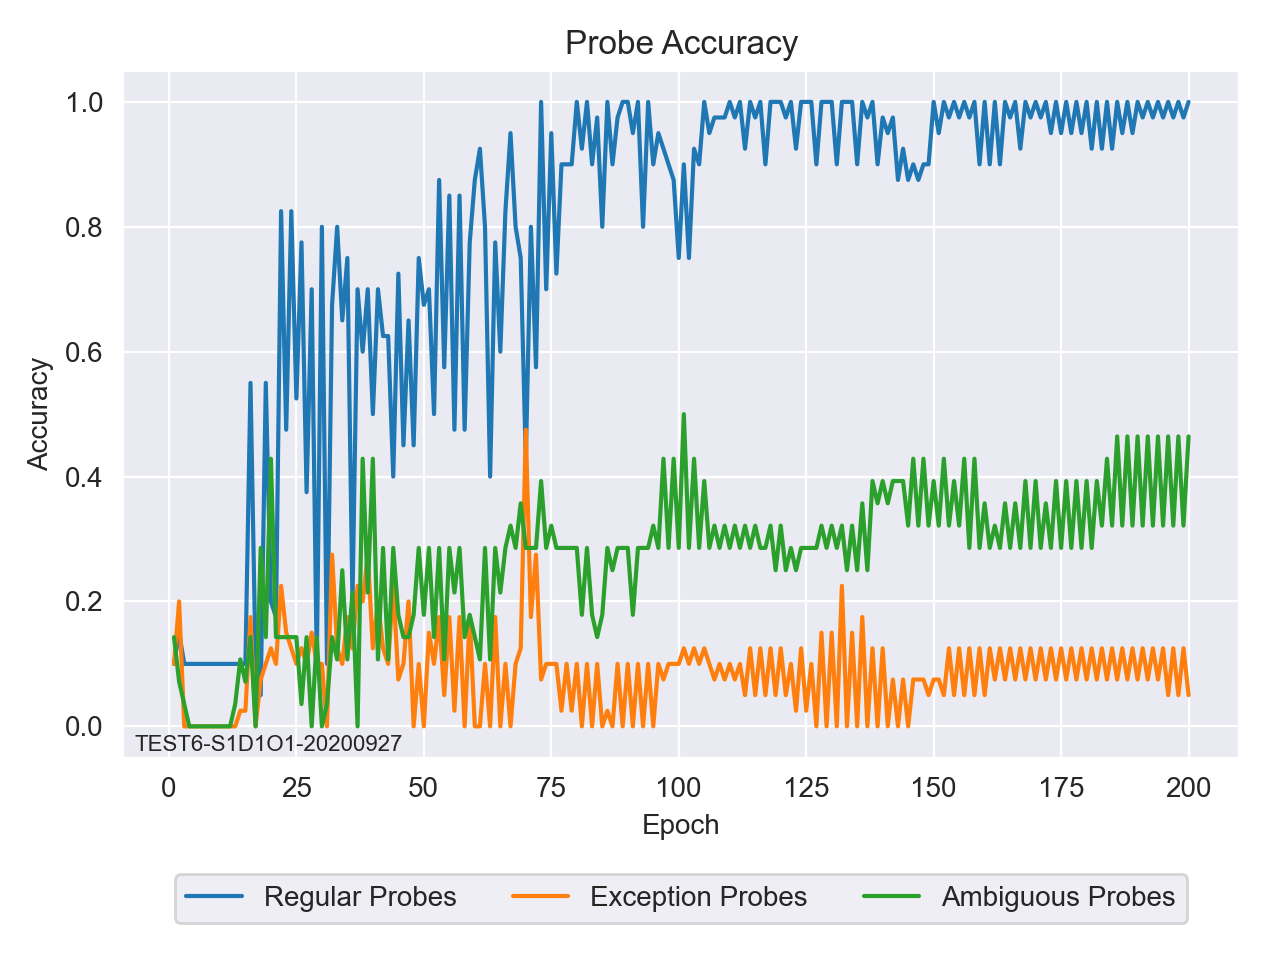 Probe Accuracy
1.0
0.8
0.6
0.4
0.2
0.0
Accuracy
TEST6-S1D1O1-20200927
0 25 50 75 100 125 150 175 200
Epoch
Regular Probes Exception Probes Ambiguous Probes